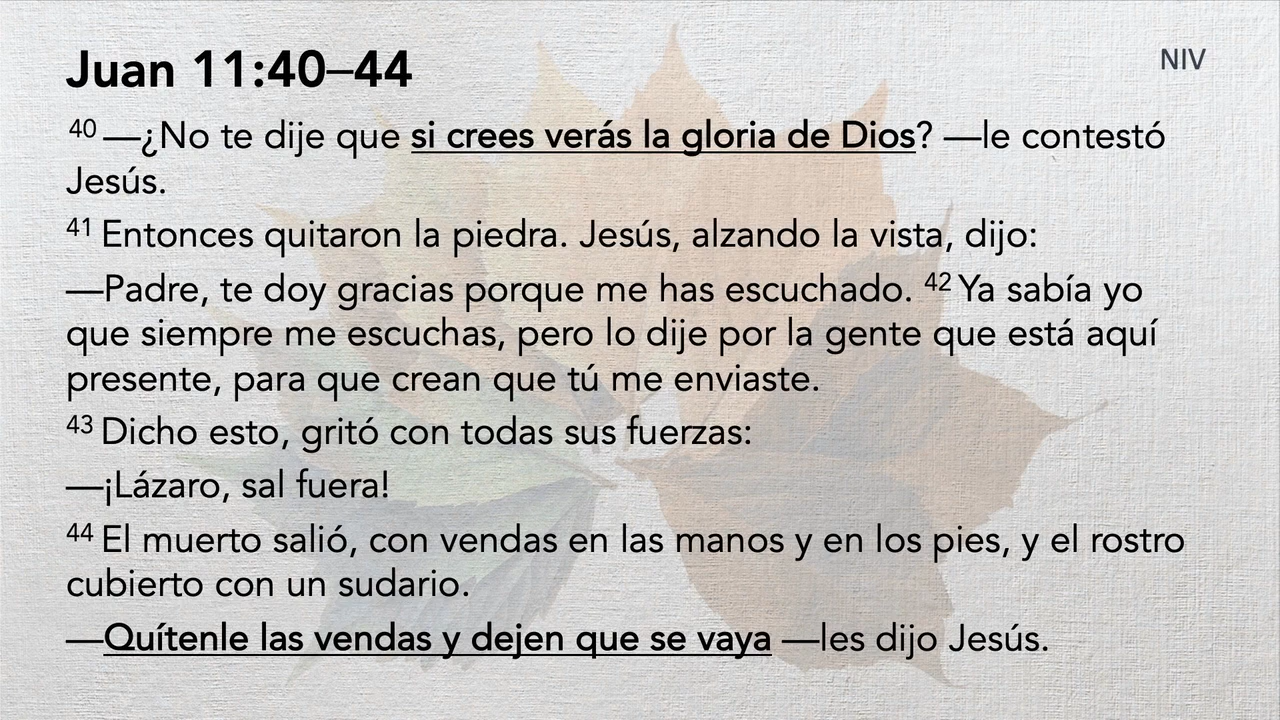 Juan 11:40–44
NIV
40 —¿No te dije que si crees verás la gloria de Dios? —le contestó
Jesús.
41 Entonces quitaron la piedra. Jesús, alzando la vista, dijo:
—Padre, te doy gracias porque me has escuchado. 42 Ya sabía yo
que siempre me escuchas, pero lo dije por la gente que está aquí
presente, para que crean que tú me enviaste.
43 Dicho esto, gritó con todas sus fuerzas:
—¡Lázaro, sal fuera!
44 El muerto salió, con vendas en las manos y en los pies, y el rostro
cubierto con un sudario.
—Quítenle las vendas y dejen que se vaya —les dijo Jesús.